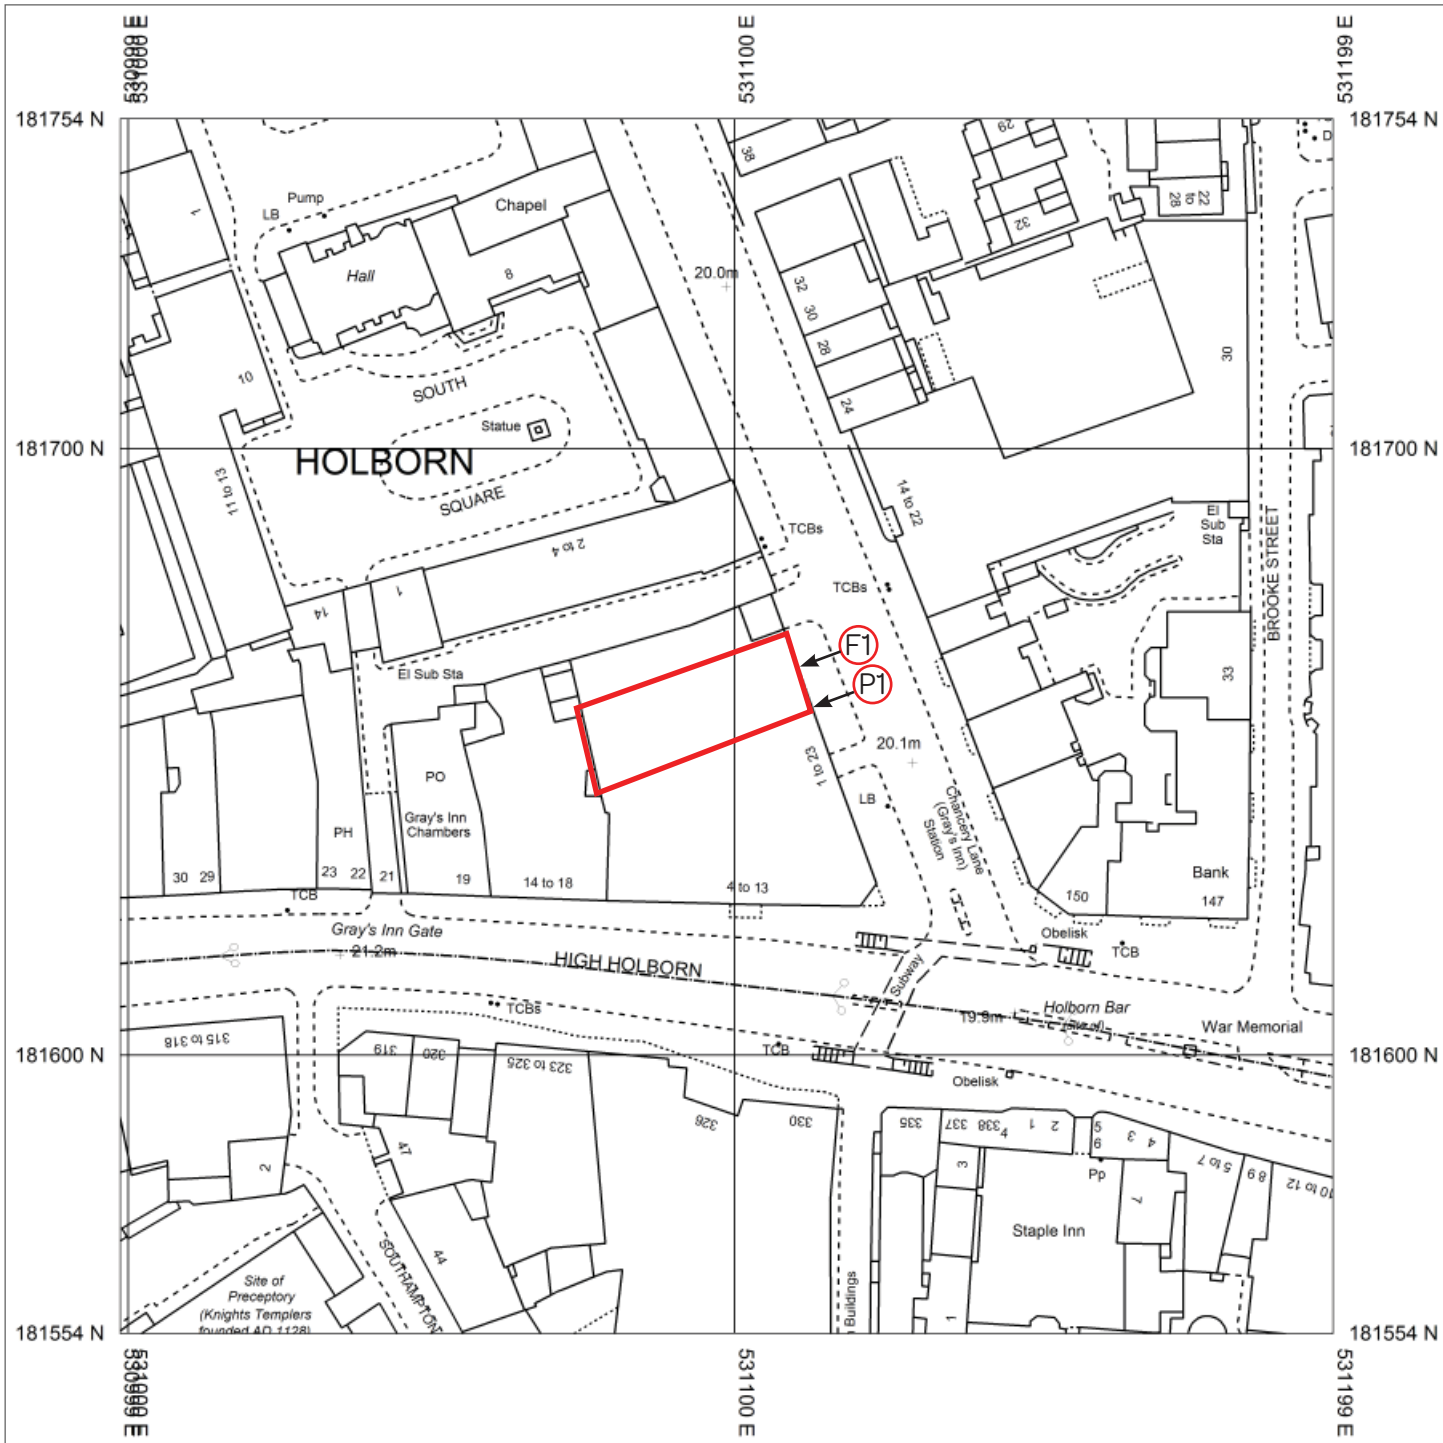 530999 E
531000 E
531100 E
531199 E
181754 N
181754 N
38
29
D
Pump
LB
Chapel
1
22
to
28
32
Hall
8
20.0m
32
30
28
30
10
SOUTH
24
Statue
181700 N
181700 N
HOLBORN
11 to 13
SQUARE
14 to 22
El
Sub
Sta
TCBs
2 to 4
BROOKE STREET
TCBs
1
14
F1
El Sub Sta
P1
33
20.1m
1 to 23
PO
LB
Chancery Lane
(Gray's Inn)
Station
Gray's Inn
Chambers
PH
30
29
23
22
21
19
14 to 18
4 to 13
Bank
150
147
TCB
Gray's Inn Gate
21.2m
Obelisk
TCB
HIGH HOLBORN
Subway
TCBs
19.9m
Holborn Bar
(site of)
War Memorial
315 to 318
319
320
323 to 325
TCB
181600 N
181600 N
Obelisk
326
330
335
337
338
4
1
2
5
6
3
4
47
2
3
Pp
7
5 to 7
8 9
10 to 12
Staple Inn
44
SOUTHAMPTON
Site of
Preceptory
(Knights Templers
founded AD 1128)
Buildings
1
181554 N
181554 N
530999 E
531000 E
531100 E
531199 E